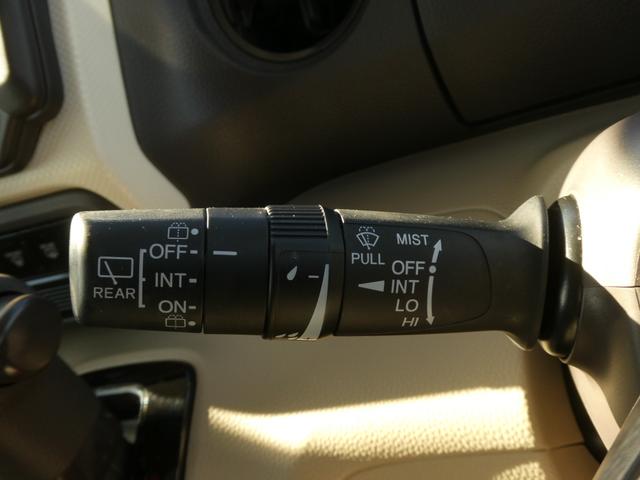 OFF
INT
REAR
ON
PULL
MIST
OFF
INT
LO
HI